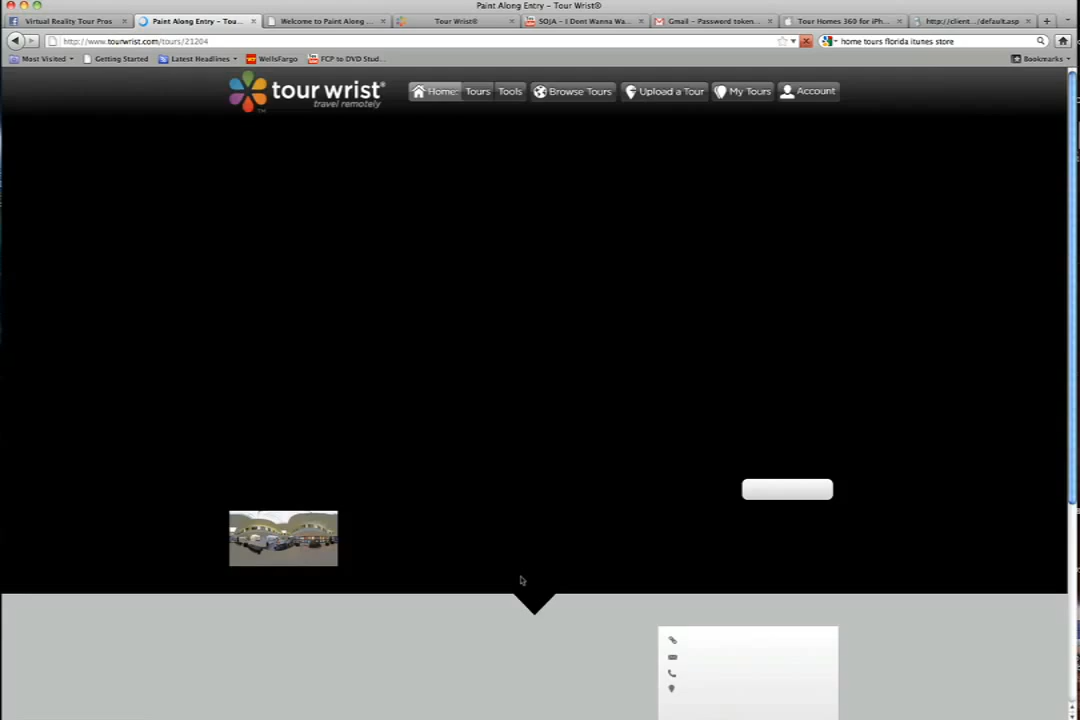 Paint Along Entry – Tour Wrist®
Virtual Reality Tour Pros
Paint Along Entry – Tou...
Welcome to Paint Along ...
Tour Wrist®
SOJA – I Dont Wanna Wa...
Gmail – Password token...
Tour Homes 360 for iPh...
http://client.../default.asp
http://www.tourwrist.com/tours/21204
home tours florida itunes store
Most Visited
Getting Started
Latest Headlines
WellsFargo
FCP to DVD Stud...
Bookmarks
tour wrist®
travel remotely
TM
Home:
Tours
Tools
Browse Tours
Upload a Tour
My Tours
Account